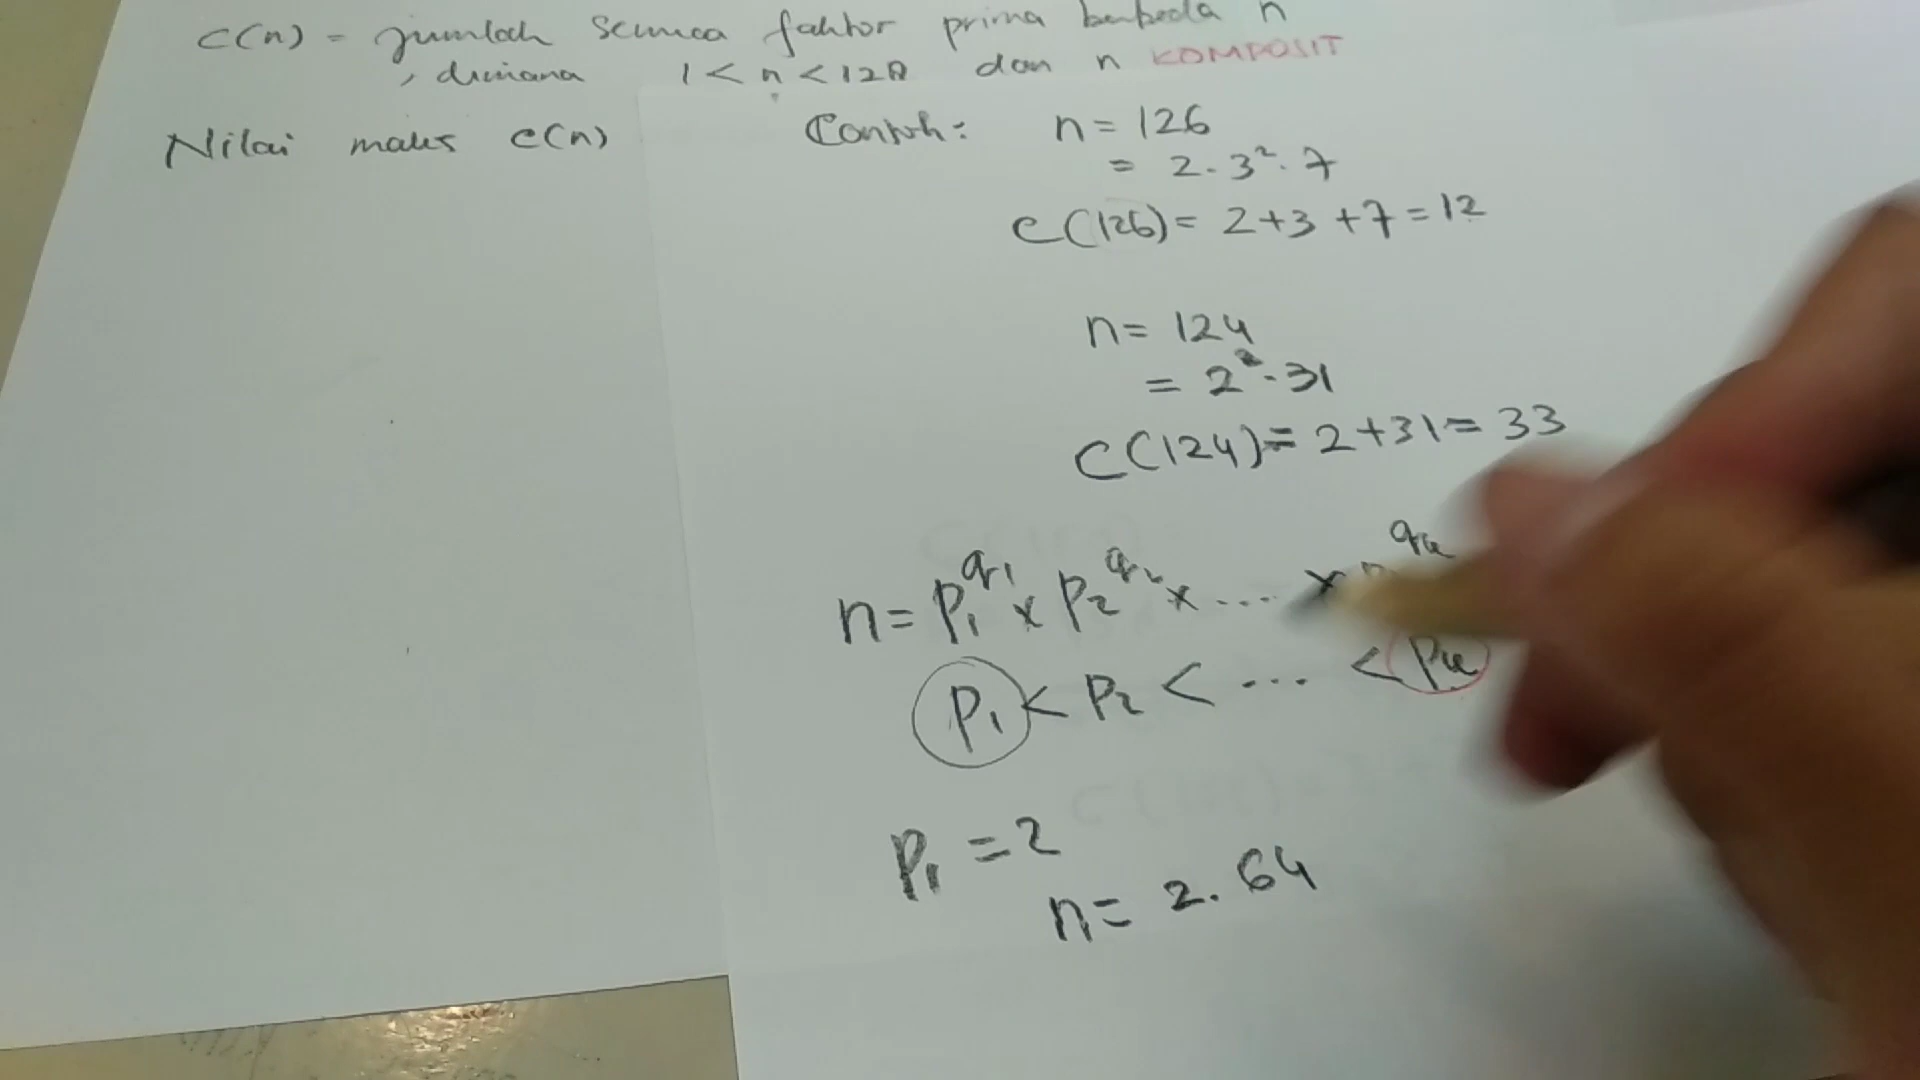 C(n) = jumlah semua faktor prima berbeda n
, dimana 1 < n < 128 dan n KOMPOSIT
Nilai maks C(n)
Contoh: n = 126
= 2 . 3² . 7
C(126) = 2+3+7 = 12
n = 124
= 2² . 31
C(124) = 2+31 = 33
n = p₁^q₁ x p₂^q₂ x .... x
p₁ < p₂ < ... < pₖ
p₁ = 2
n = 2 . 64